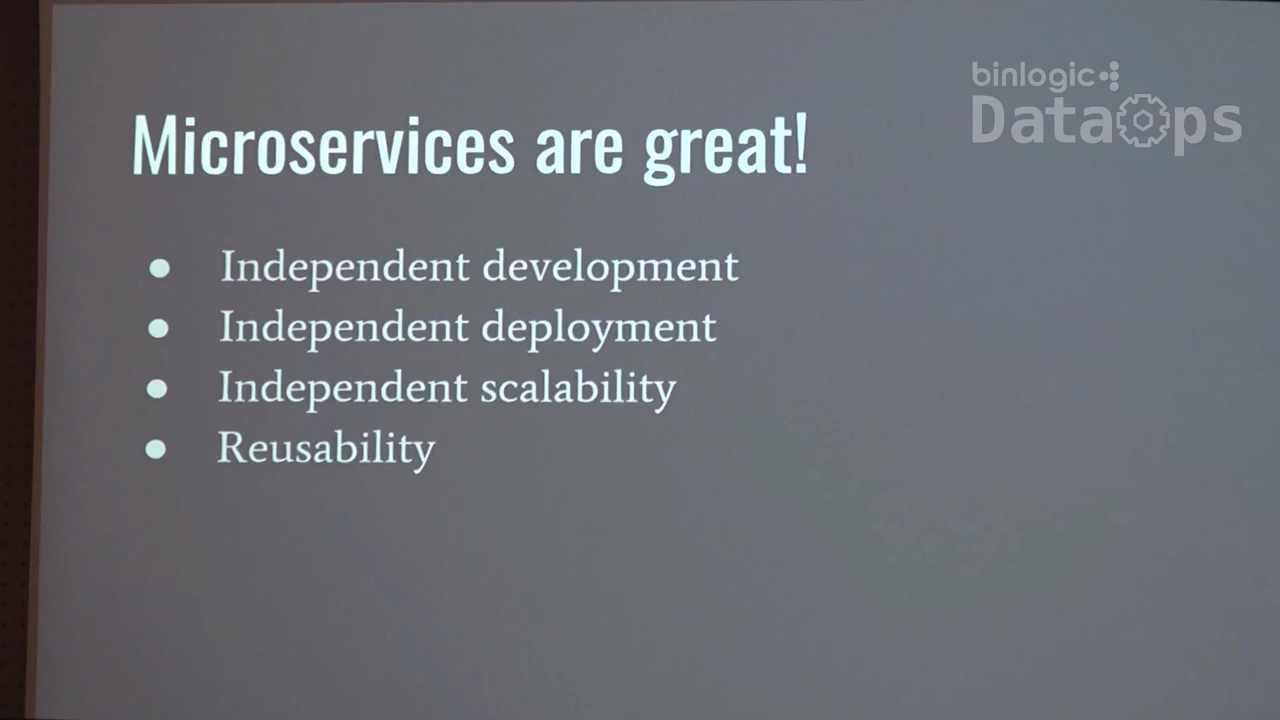 binlogic
DataOps
Microservices are great!
● Independent development
● Independent deployment
● Independent scalability
● Reusability